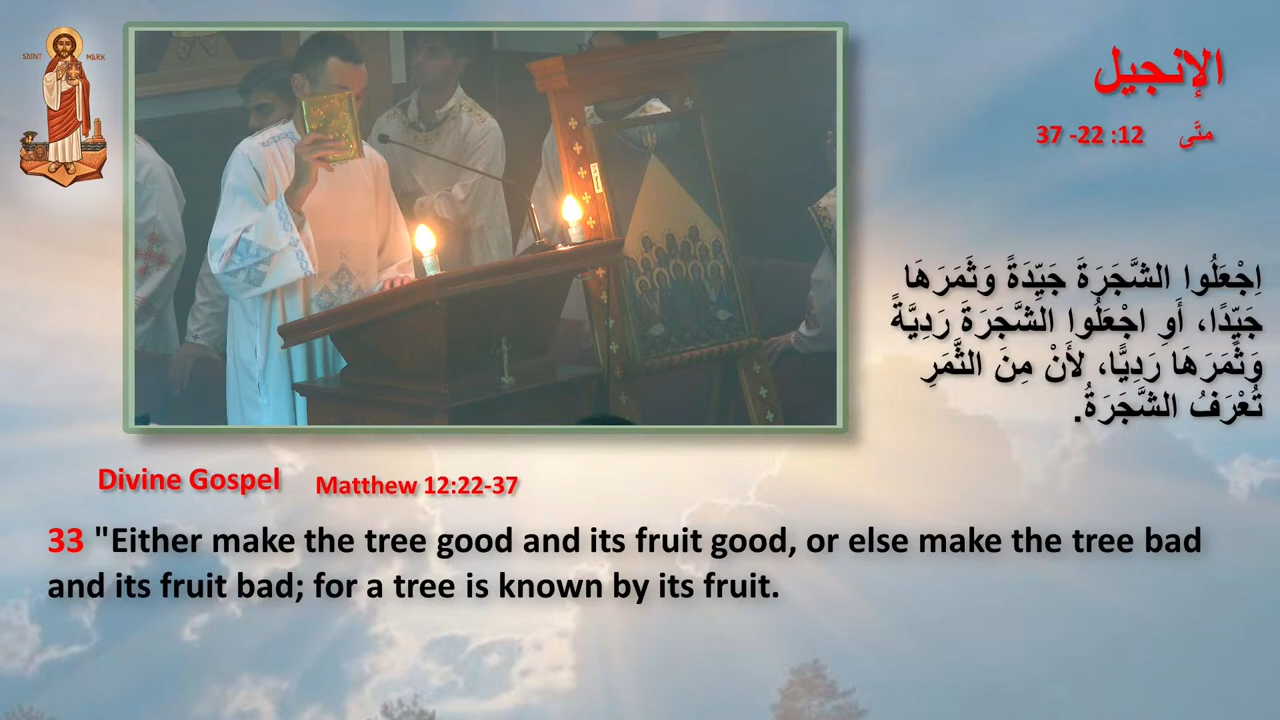 SAINT MARK
الإنجيل
متَّى 12: 22- 37
اِجْعَلُوا الشَّجَرَةَ جَيِّدَةً وَثَمَرَهَا
جَيِّدًا، أَوِ اجْعَلُوا الشَّجَرَةَ رَدِيَّةً
وَثَمَرَهَا رَدِيًّا، لأَنْ مِنَ الثَّمَرِ
تُعْرَفُ الشَّجَرَةُ.
Divine Gospel Matthew 12:22-37
33 "Either make the tree good and its fruit good, or else make the tree bad
and its fruit bad; for a tree is known by its fruit.